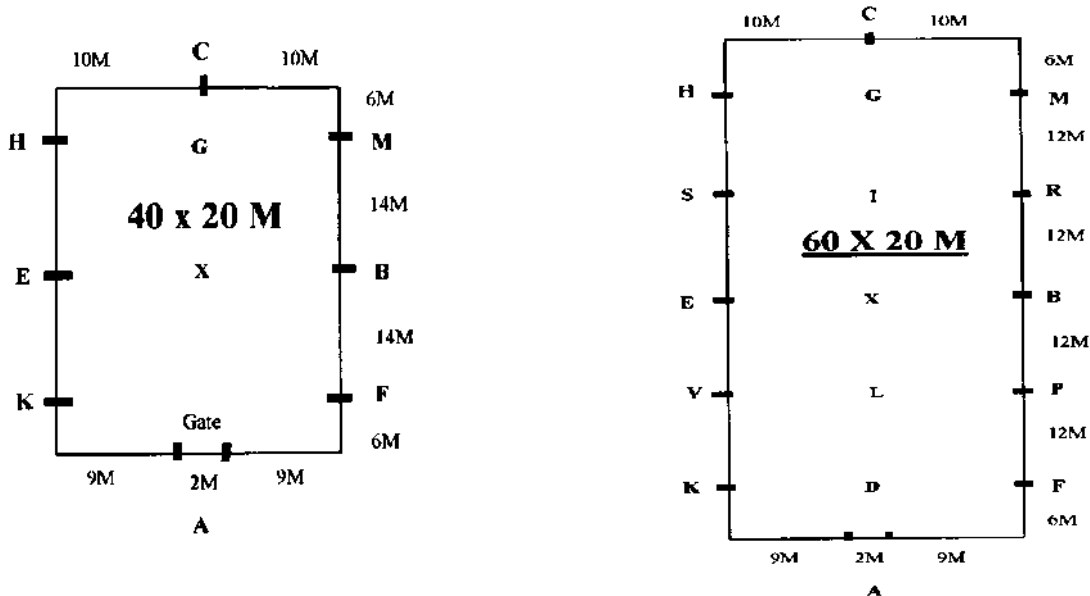 10M C 10M
6M
H G M
40 x 20 M
14M
E X B
14M
K F
Gate
6M
9M 2M 9M
A
10M C 10M
6M
H G M
12M
S I R
60 X 20 M
12M
E X B
12M
V L P
12M
K D F
6M
9M 2M 9M
A